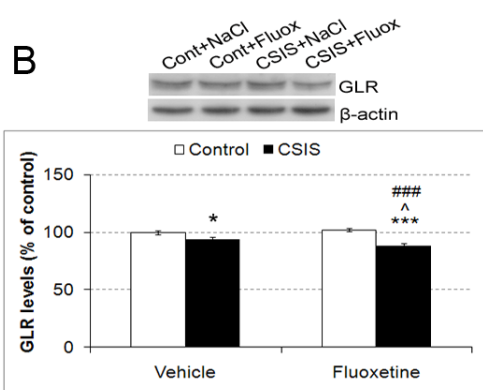 B
Cont+NaCl
Cont+Fluox
CSIS+NaCl
CSIS+Fluox
GLR
β-actin
Control CSIS
GLR levels (% of control)
150
100
50
0
*
###
^
***
Vehicle Fluoxetine